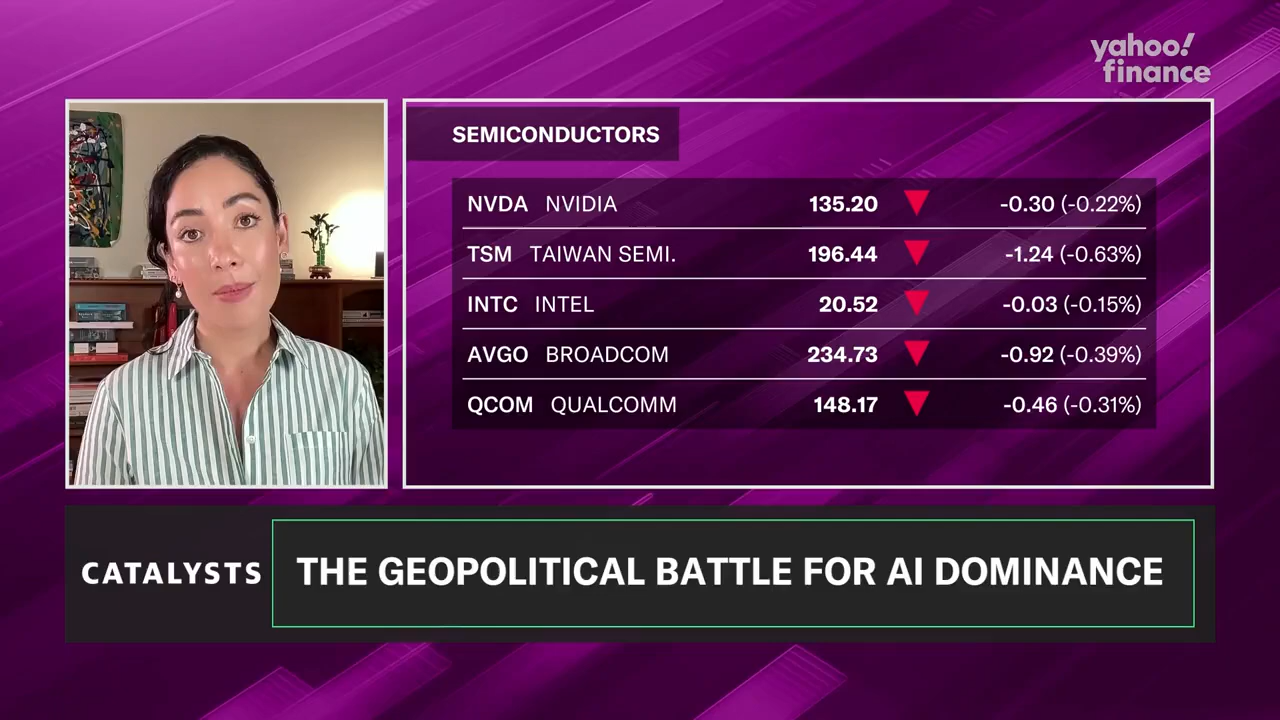 yahoo!
finance
SEMICONDUCTORS
NVDA NVIDIA 135.20 -0.30 (-0.22%)
TSM TAIWAN SEMI. 196.44 -1.24 (-0.63%)
INTC INTEL 20.52 -0.03 (-0.15%)
AVGO BROADCOM 234.73 -0.92 (-0.39%)
QCOM QUALCOMM 148.17 -0.46 (-0.31%)
CATALYSTS
THE GEOPOLITICAL BATTLE FOR AI DOMINANCE